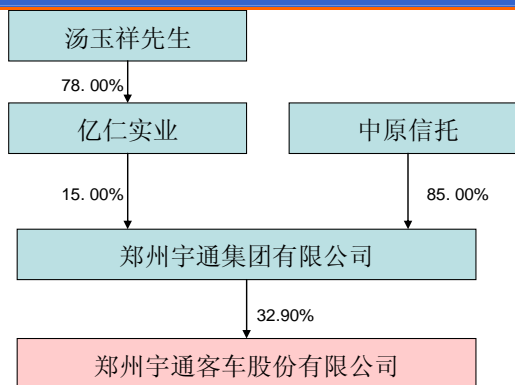 汤玉祥先生
78. 00%
亿仁实业
中原信托
15. 00%
85. 00%
郑州宇通集团有限公司
32.90%
郑州宇通客车股份有限公司